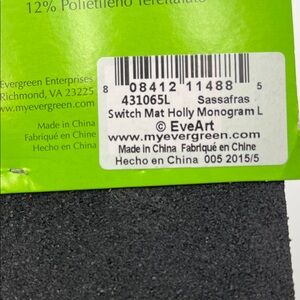 12% Polietileno Tereftalato
Evergreen Enterprises
Richmond, VA 23225
www.myevergreen.com
Made in China
Fabriqué en Chine
Hecho en China
8 08412 11488 5
431065L Sassafras
Switch Mat Holly Monogram L
© EveArt
www.myevergreen.com
Made in China Fabriqué en Chine
Hecho en China 005 2015/5